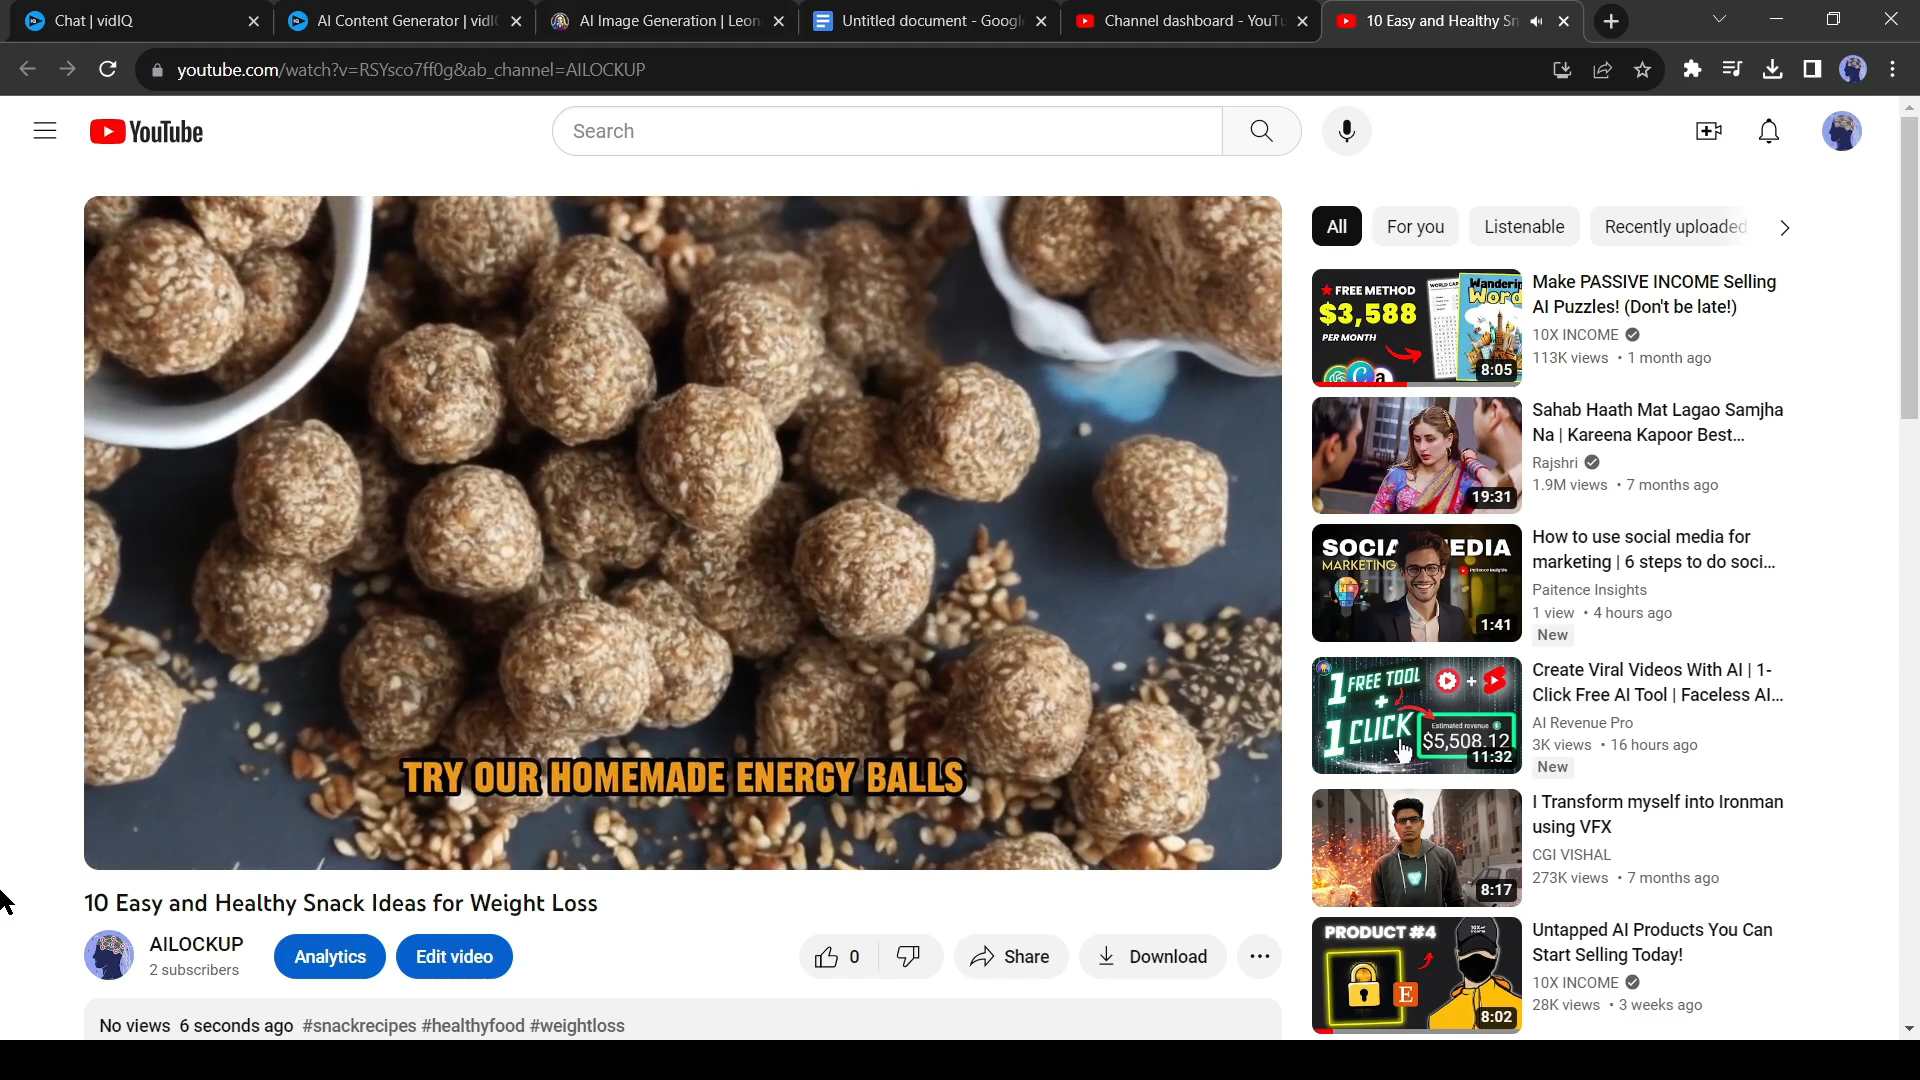 Chat | vidIQ
AI Content Generator | vidI
AI Image Generation | Leon
Untitled document - Googl
Channel dashboard - YouTu
10 Easy and Healthy Sn
youtube.com/watch?v=RSYsco7ff0g&ab_channel=AILOCKUP
YouTube
Search
TRY OUR HOMEMADE ENERGY BALLS
10 Easy and Healthy Snack Ideas for Weight Loss
AILOCKUP
2 subscribers
Analytics
Edit video
0
Share
Download
No views 6 seconds ago #snackrecipes #healthyfood #weightloss
All
For you
Listenable
Recently uploaded
FREE METHOD
$3,588
PER MONTH
WORLD CAP
Wanderin
Word
8:05
Make PASSIVE INCOME Selling
AI Puzzles! (Don't be late!)
10X INCOME
113K views • 1 month ago
19:31
Sahab Haath Mat Lagao Samjha
Na | Kareena Kapoor Best...
Rajshri
1.9M views • 7 months ago
MARKETING
Paitence Insights
1:41
How to use social media for
marketing | 6 steps to do soci...
Paitence Insights
1 view • 4 hours ago
New
1 FREE TOOL
+
1 CLICK
Estimated revenue
$5,508.12
11:32
Create Viral Videos With AI | 1-
Click Free AI Tool | Faceless AI...
AI Revenue Pro
3K views • 16 hours ago
New
8:17
I Transform myself into Ironman
using VFX
CGI VISHAL
273K views • 7 months ago
PRODUCT #4
E
8:02
Untapped AI Products You Can
Start Selling Today!
10X INCOME
28K views • 3 weeks ago